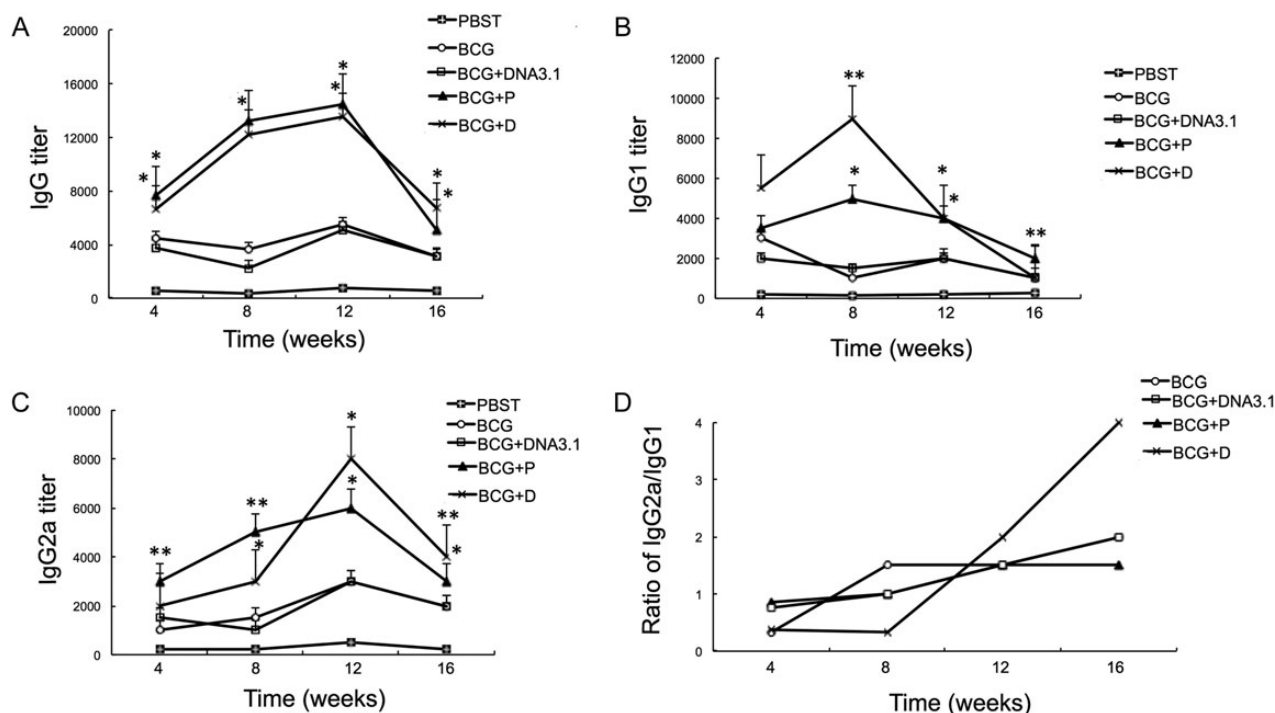 A
IgG titer
20000
16000
12000
8000
4000
0
* * * * * * * *
4 8 12 16
Time (weeks)
PBST
BCG
BCG+DNA3.1
BCG+P
BCG+D
B
IgG1 titer
12000
10000
8000
6000
4000
2000
0
** * * * **
4 8 12 16
Time (weeks)
PBST
BCG
BCG+DNA3.1
BCG+P
BCG+D
C
IgG2a titer
10000
8000
6000
4000
2000
0
** ** * * * ** *
4 8 12 16
Time (weeks)
PBST
BCG
BCG+DNA3.1
BCG+P
BCG+D
D
Ratio of IgG2a/IgG1
4
3
2
1
0
4 8 12 16
Time (weeks)
BCG
BCG+DNA3.1
BCG+P
BCG+D